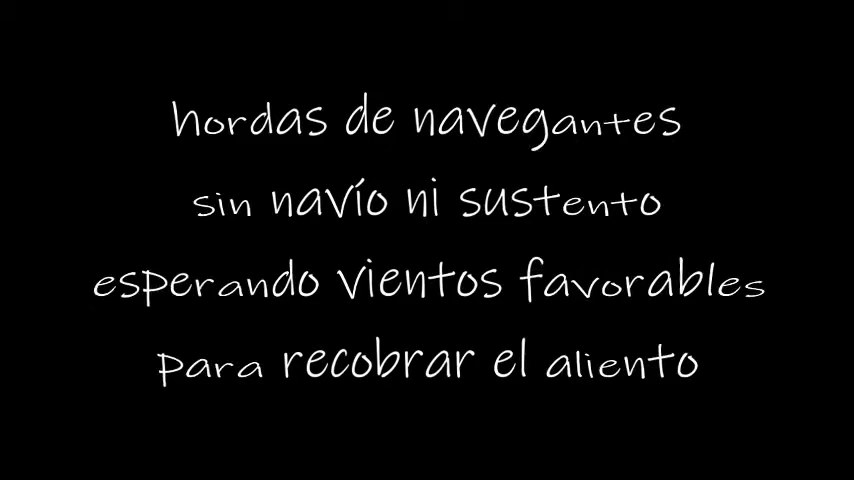 hordas de navegantes
sin navío ni sustento
esperando vientos favorables
para recobrar el aliento